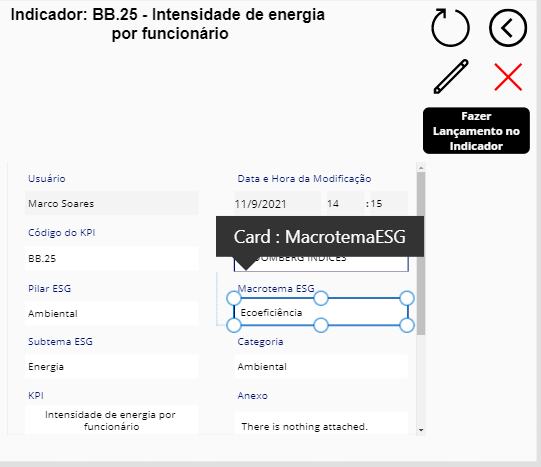 Indicador: BB.25 - Intensidade de energia
por funcionário
Fazer
Lançamento no
Indicador
Usuário
Data e Hora da Modificação
Marco Soares
11/9/2021
14
:
15
Card : MacrotemaESG
Código do KPI
BB.25
BLOOMBERG INDICES
Pilar ESG
Macrotema ESG
Ambiental
Ecoeficiência
Subtema ESG
Categoria
Energia
Ambiental
KPI
Anexo
Intensidade de energia por
funcionário
There is nothing attached.